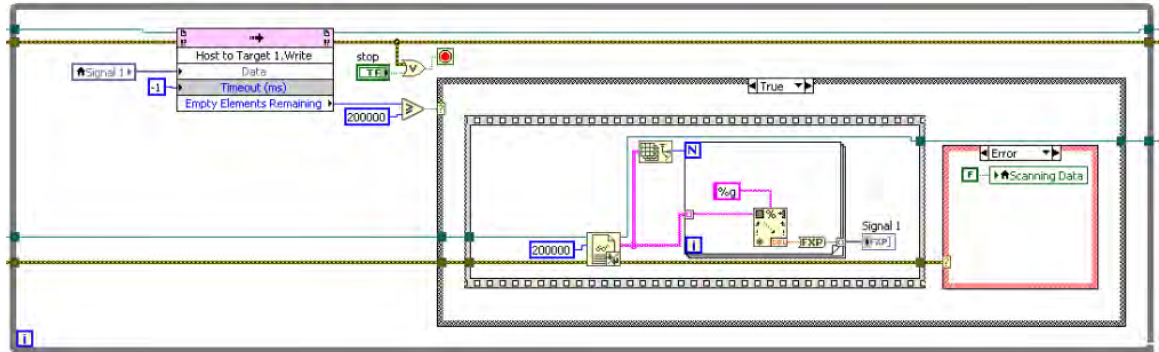 Host to Target 1.Write
Data
Timeout (ms)
Empty Elements Remaining
Signal 1
-1
stop
TF
200000
True
N
%g
i
FXP
Signal 1
FXP
200000
Error
F
Scanning Data
i